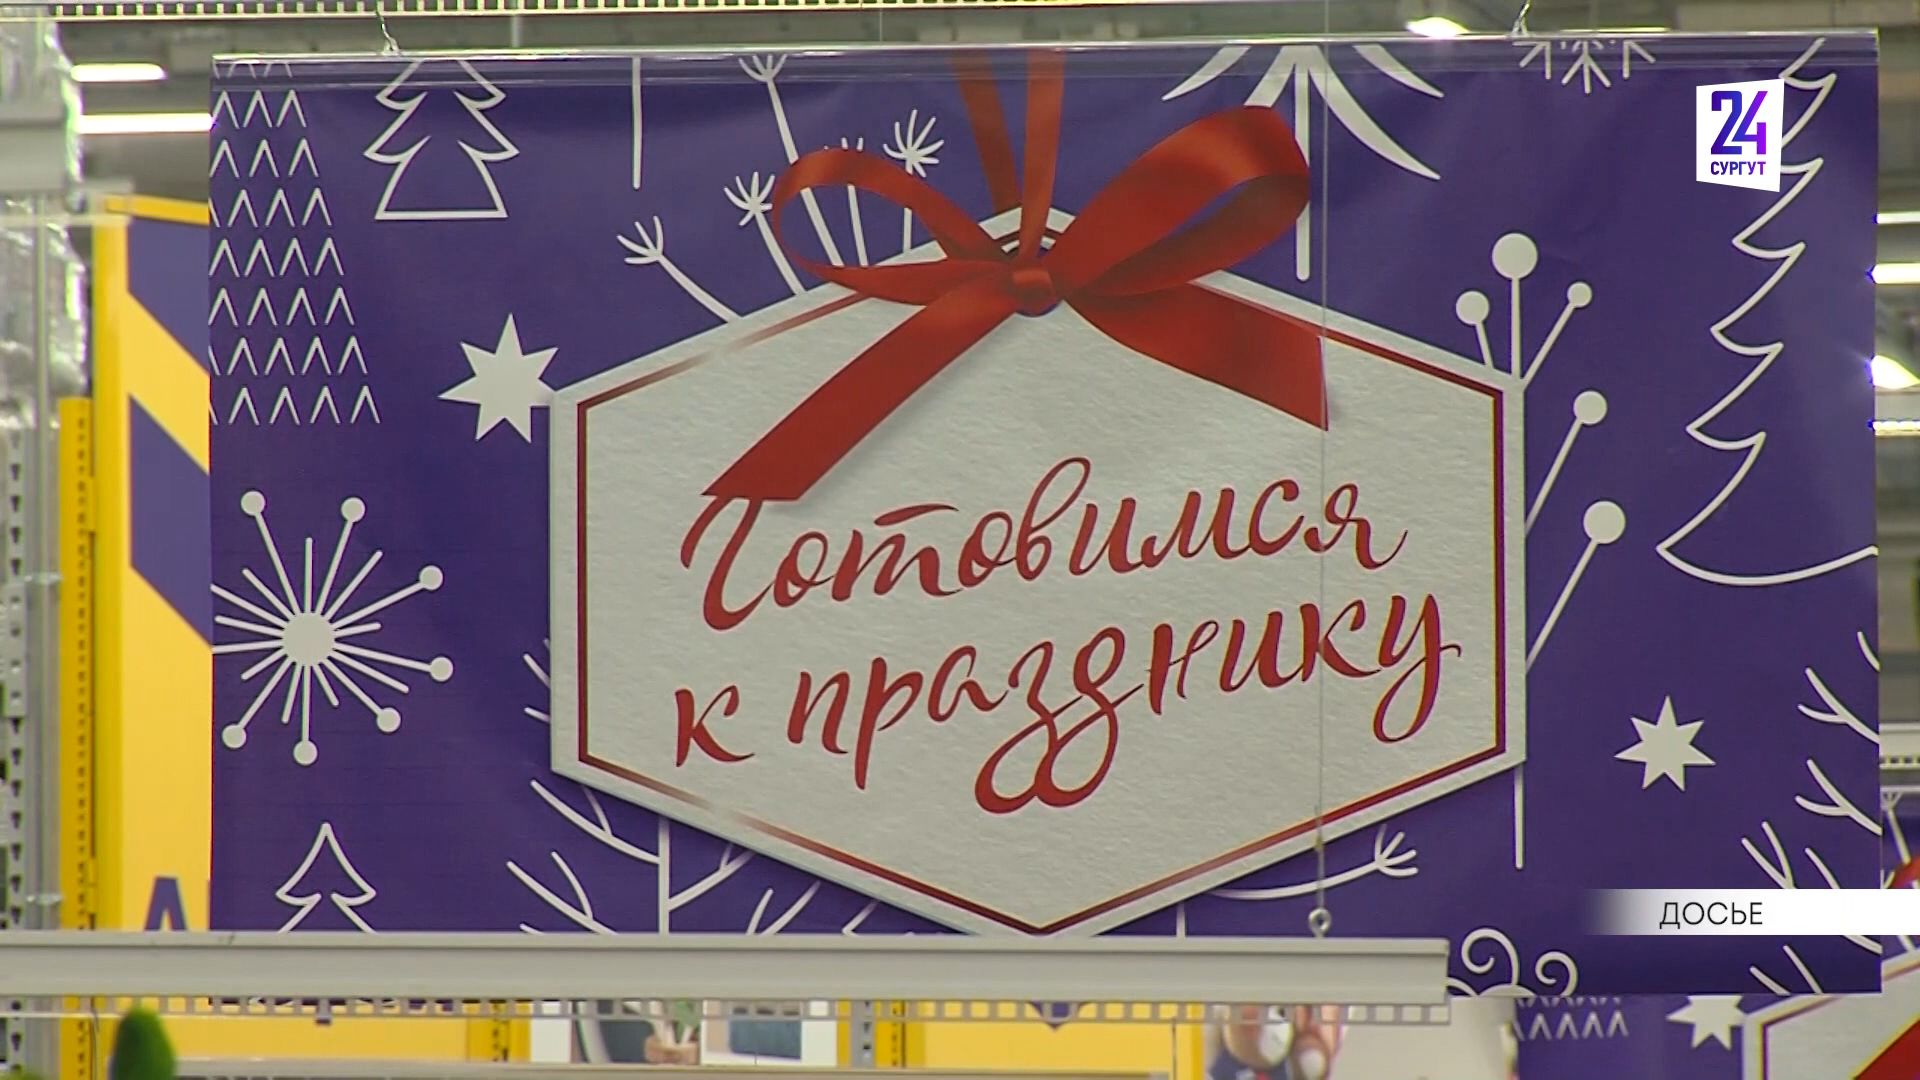 24
СУРГУТ
Готовимся
к празднику
ДОСЬЕ